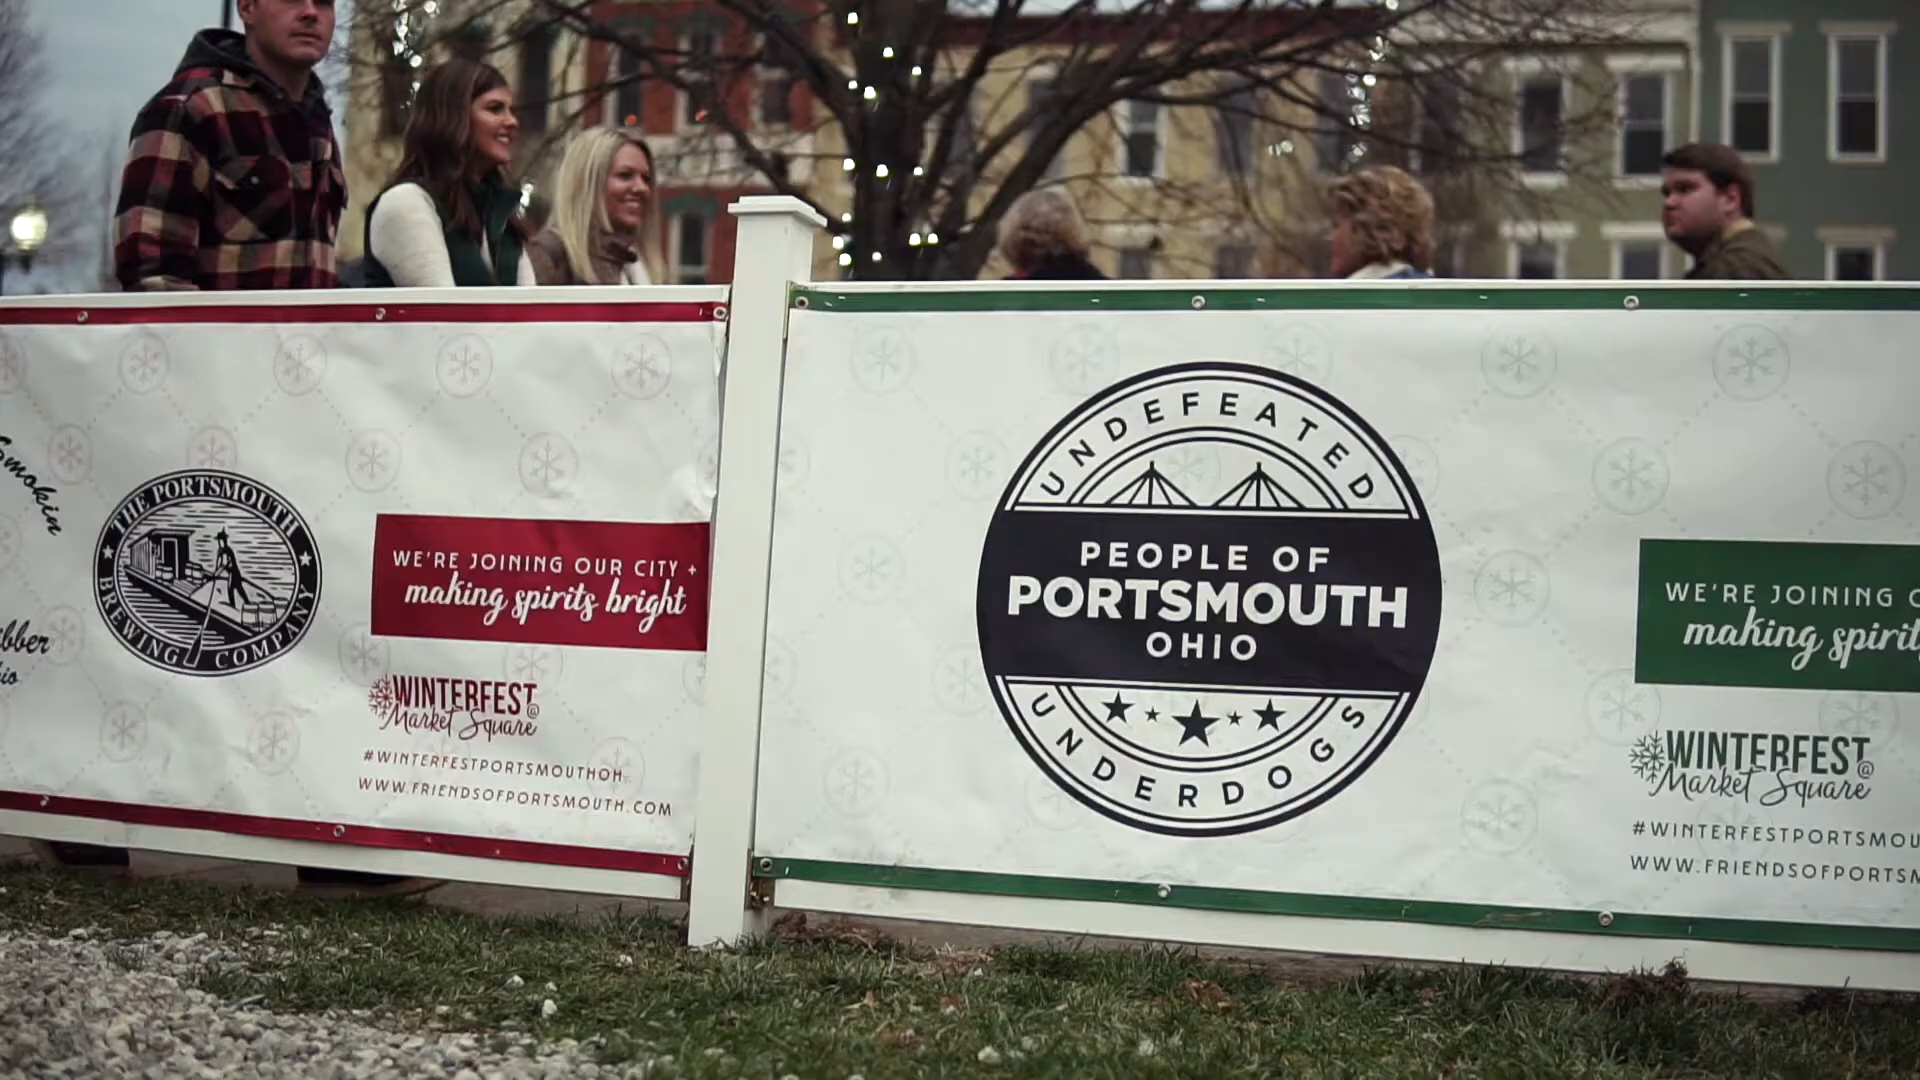 Smokin
THE PORTSMOUTH
BREWING COMPANY
WE'RE JOINING OUR CITY +
making spirits bright
WINTERFEST
@
Market Square
#WINTERFESTPORTSMOUTHOH
WWW.FRIENDSOFPORTSMOUTH.COM
UNDEFEATED
PEOPLE OF
PORTSMOUTH
OHIO
UNDERDOGS
WE'RE JOINING
making spirit
WINTERFEST
@
Market Square
#WINTERFESTPORTSMOU
WWW.FRIENDSOFPORTSM